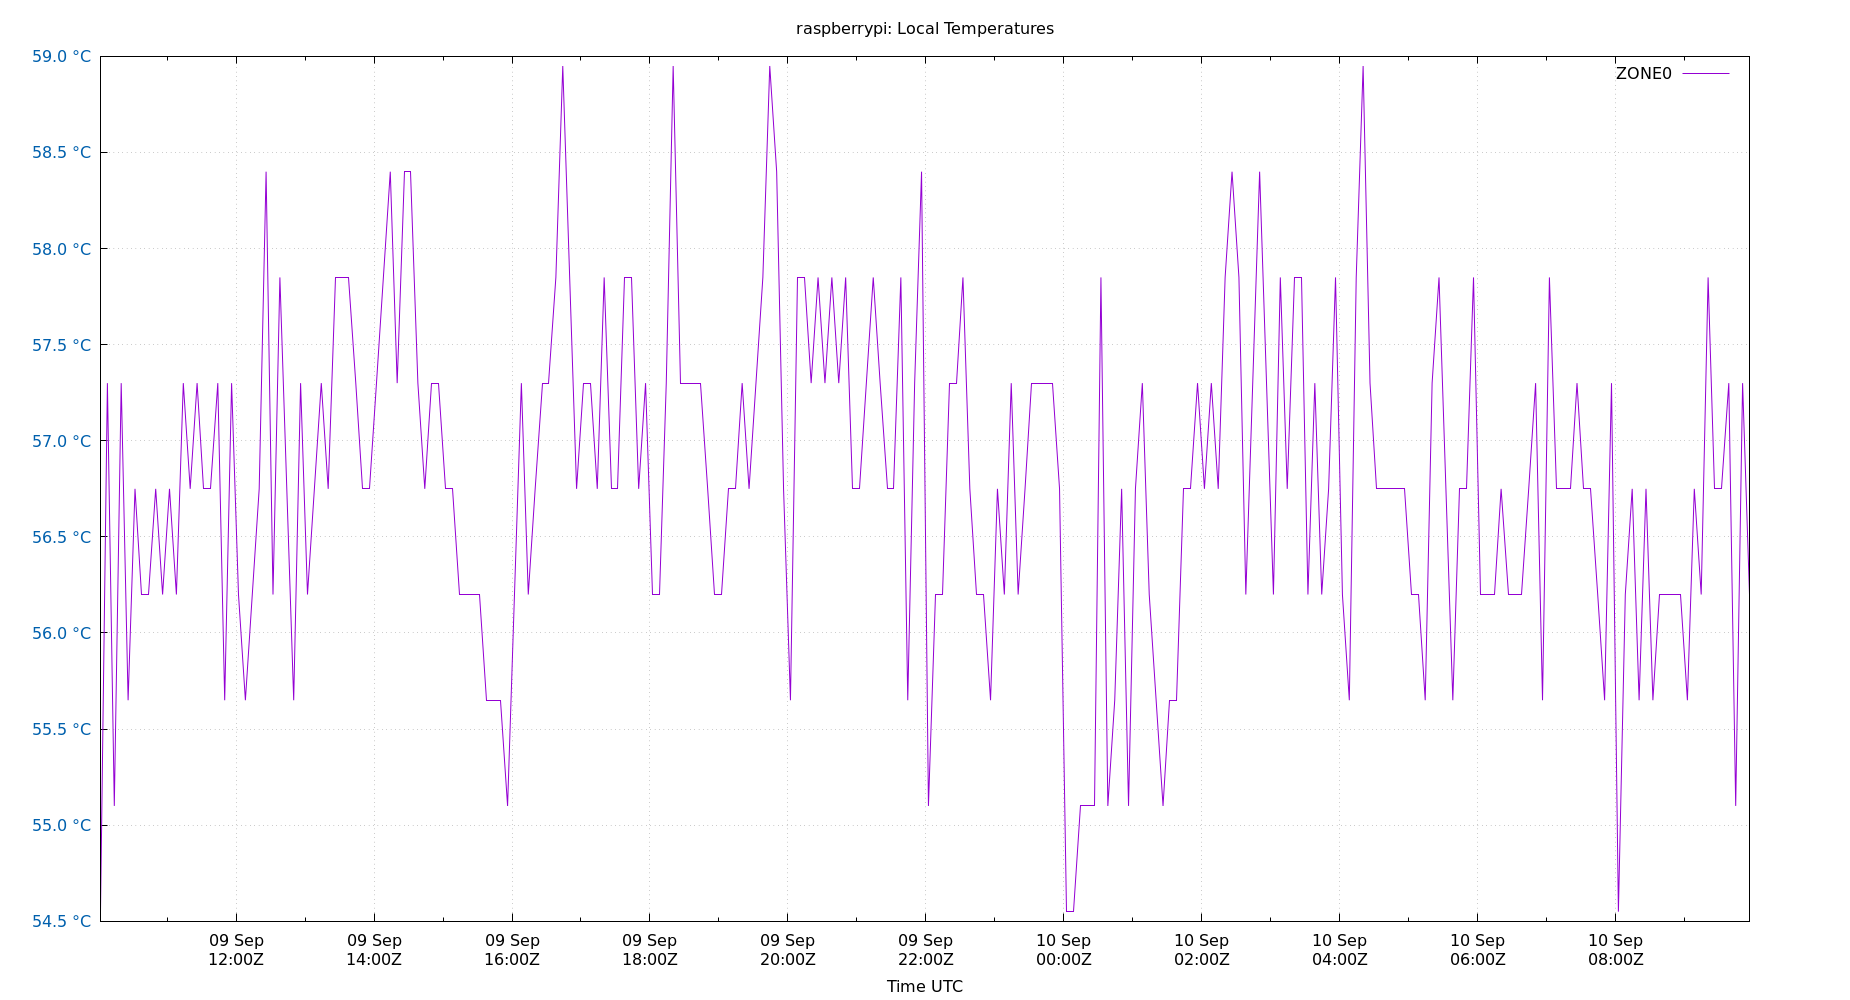 raspberrypi: Local Temperatures
59.0 °C
ZONE0
58.5 °C
58.0 °C
57.5 °C
57.0 °C
56.5 °C
56.0 °C
55.5 °C
55.0 °C
54.5 °C
09 Sep 09 Sep 09 Sep 09 Sep 09 Sep 09 Sep 10 Sep 10 Sep 10 Sep 10 Sep 10 Sep
12:00Z 14:00Z 16:00Z 18:00Z 20:00Z 22:00Z 00:00Z 02:00Z 04:00Z 06:00Z 08:00Z
Time UTC